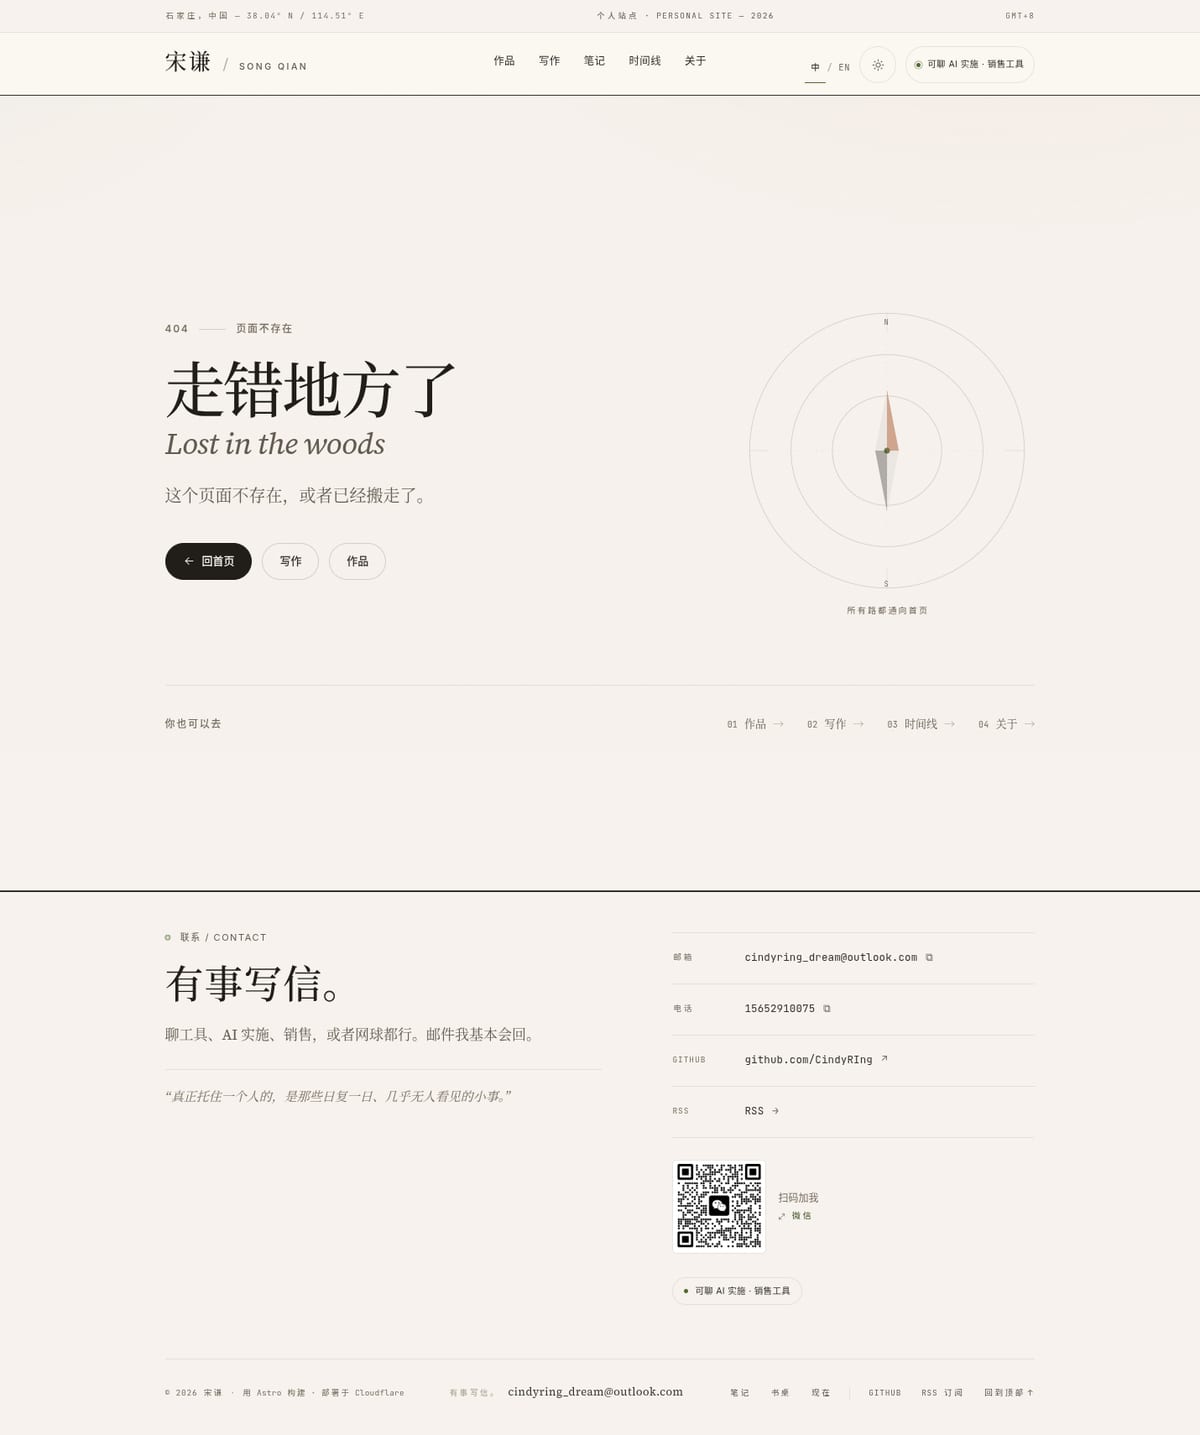 石家庄，中国 — 38.04° N / 114.51° E
个人站点 · PERSONAL SITE — 2026
GMT+8
宋谦 / SONG QIAN
作品 写作 笔记 时间线 关于
中 / EN
可聊 AI 实施 · 销售工具
404 页面不存在
走错地方了
Lost in the woods
这个页面不存在，或者已经搬走了。
← 回首页 写作 作品
N
S
所有路都通向首页
你也可以去
01 作品 → 02 写作 → 03 时间线 → 04 关于 →
联系 / CONTACT
有事写信。
聊工具、AI 实施、销售，或者网球都行。邮件我基本会回。
“真正托住一个人的，是那些日复一日、几乎无人看见的小事。”
邮箱 cindyring_dream@outlook.com
电话 15652910075
GITHUB github.com/CindyRIng ↗
RSS RSS →
扫码加我
⤢ 微信
可聊 AI 实施 · 销售工具
© 2026 宋谦 · 用 Astro 构建 · 部署于 Cloudflare
有事写信。 cindyring_dream@outlook.com
笔记 书桌 现在 GITHUB RSS 订阅 回到顶部 ↑